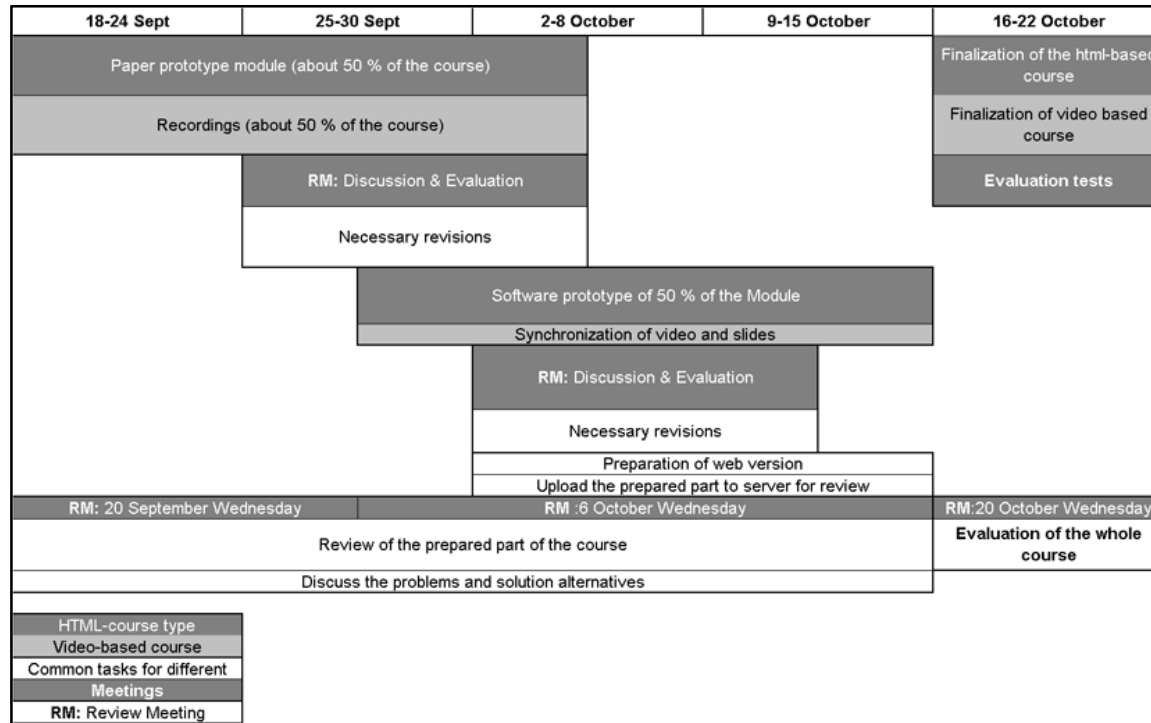 18-24 Sept
25-30 Sept
2-8 October
9-15 October
16-22 October
Paper prototype module (about 50 % of the course)
Finalization of the html-based
course
Recordings (about 50 % of the course)
Finalization of video based
course
RM: Discussion & Evaluation
Evaluation tests
Necessary revisions
Software prototype of 50 % of the Module
Synchronization of video and slides
RM: Discussion & Evaluation
Necessary revisions
Preparation of web version
Upload the prepared part to server for review
RM: 20 September Wednesday
RM :6 October Wednesday
RM:20 October Wednesday
Review of the prepared part of the course
Evaluation of the whole
course
Discuss the problems and solution alternatives
HTML-course type
Video-based course
Common tasks for different
Meetings
RM: Review Meeting